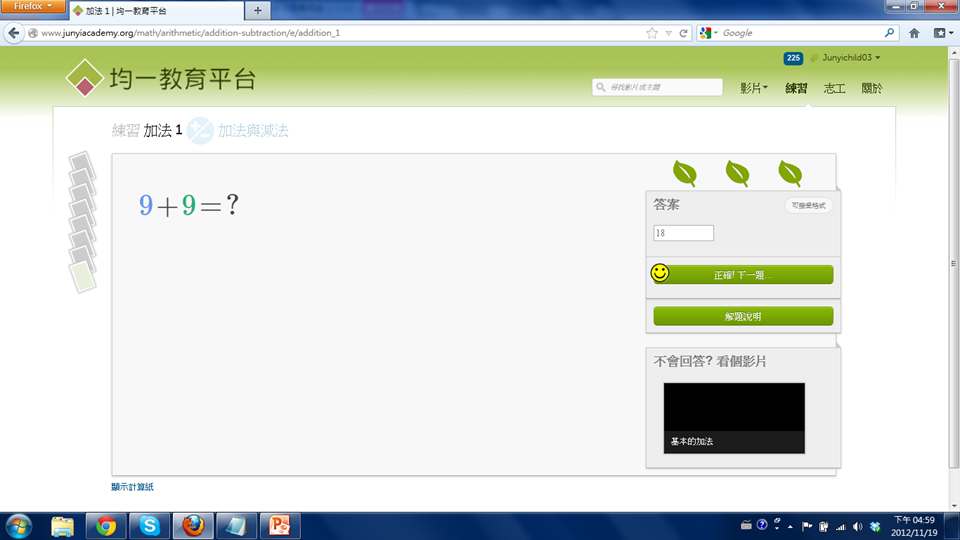 Firefox
加法 1 | 均一教育平台
www.junyiacademy.org/math/arithmetic/addition-subtraction/e/addition_1
Google
225
Junyichild03
均一教育平台
尋找影片或主題
影片
練習
志工
關於
練習 加法 1 加法與減法
9+9=?
答案
可接受格式
18
正確! 下一題...
解題說明
不會回答? 看個影片
基本的加法
顯示計算紙
下午 04:59
2012/11/19